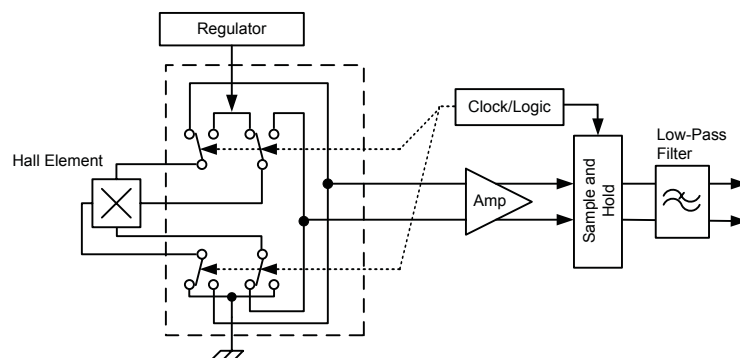 Regulator
Clock/Logic
Low-Pass
Filter
Hall Element
Amp
Sample and
Hold